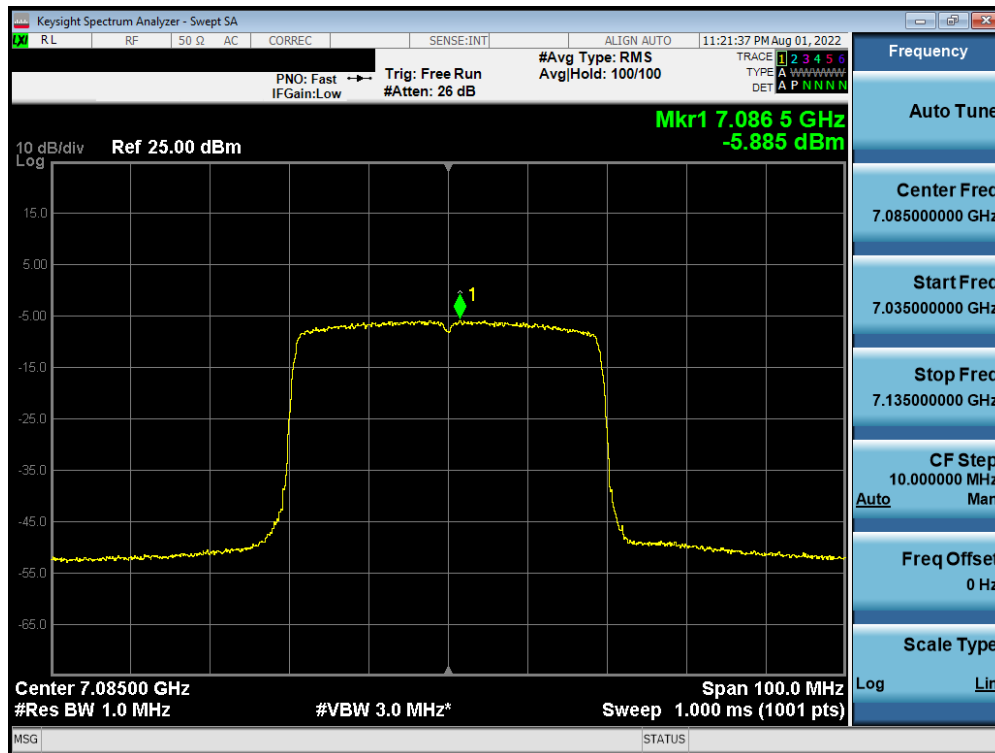 Keysight Spectrum Analyzer - Swept SA
LXI RL RF 50 Ω AC CORREC SENSE:INT ALIGN AUTO 11:21:37 PM Aug 01, 2022
PNO: Fast
IFGain:Low
Trig: Free Run
#Atten: 26 dB
#Avg Type: RMS
Avg|Hold: 100/100
TRACE 1 2 3 4 5 6
TYPE A WWWWW
DET A P N N N N
Mkr1 7.086 5 GHz
-5.885 dBm
10 dB/div Ref 25.00 dBm
Log
15.0
5.00
-5.00
-15.0
-25.0
-35.0
-45.0
-55.0
-65.0
1
Center 7.08500 GHz Span 100.0 MHz
#Res BW 1.0 MHz #VBW 3.0 MHz* Sweep 1.000 ms (1001 pts)
MSG STATUS
Frequency
Auto Tune
Center Freq
7.085000000 GHz
Start Freq
7.035000000 GHz
Stop Freq
7.135000000 GHz
CF Step
10.000000 MHz
Auto Man
Freq Offset
0 Hz
Scale Type
Log Lin